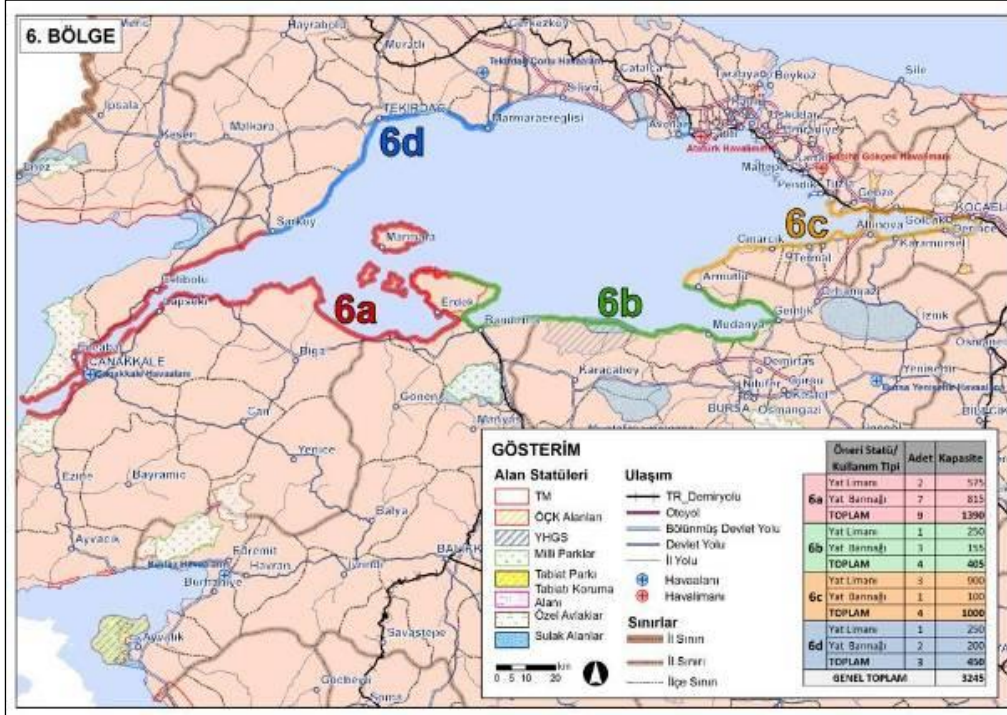 6. BÖLGE
Hayrabolu
Çerkezköy
Muratlı
Tekirdağ Çorlu Havaalanı
Çatalca
Silivri
Tarabya
Beykoz
Şile
İpsala
Keşan
Malkara
TEKİRDAĞ
Marmaraereğlisi
Avcılar
Üsküdar
Ümraniye
Atatürk Havalimanı
Sabiha Gökçen Havalimanı
Maltepe
Pendik
Tuzla
Gebze
KOCAELİ
Enez
6d
Şarköy
Marmara
6c
Gölcük
Derince
Altınova
Karamürsel
Çınarcık
Termal
Gelibolu
Lapseki
6a
Erdek
Armutlu
6b
Orhangazi
İznik
Gemlik
Bandırma
Mudanya
Eceabat
ÇANAKKALE
Çanakkale Havaalanı
Biga
Karacabey
Demirtaş
Yenişehir
Bursa Yenişehir Havaalanı
Nilüfer
Gürsu
Kestel
BURSA
Osmangazi
BİLECİK
Çan
Gönen
Manyas
Yenice
Ezine
Bayramiç
Balya
Ayvacık
Edremit
Havran
İvrindi
Burhaniye
Ayvalık
Savaştepe
Soma
GÖSTERİM
Alan Statüleri
TM
ÖÇK Alanları
YHGS
Milli Parklar
Tabiat Parkı
Tabiatı Koruma
Alanı
Özel Avlaklar
Sulak Alanlar
km
0 5 10 20
Ulaşım
TR_Demiryolu
Otoyol
Bölünmüş Devlet Yolu
Devlet Yolu
İl Yolu
Havaalanı
Havalimanı
Sınırlar
İl Sınırı
İl Sınırı
İlçe Sınırı
Öneri Statü/ Kullanım Tipi Adet Kapasite
6a
Yat Limanı 2 575
Yat Barınağı 7 815
TOPLAM 9 1390
6b
Yat Limanı 1 250
Yat Barınağı 3 155
TOPLAM 4 405
6c
Yat Limanı 3 900
Yat Barınağı 1 100
TOPLAM 4 1000
6d
Yat Limanı 1 250
Yat Barınağı 2 200
TOPLAM 3 450
GENEL TOPLAM 3245